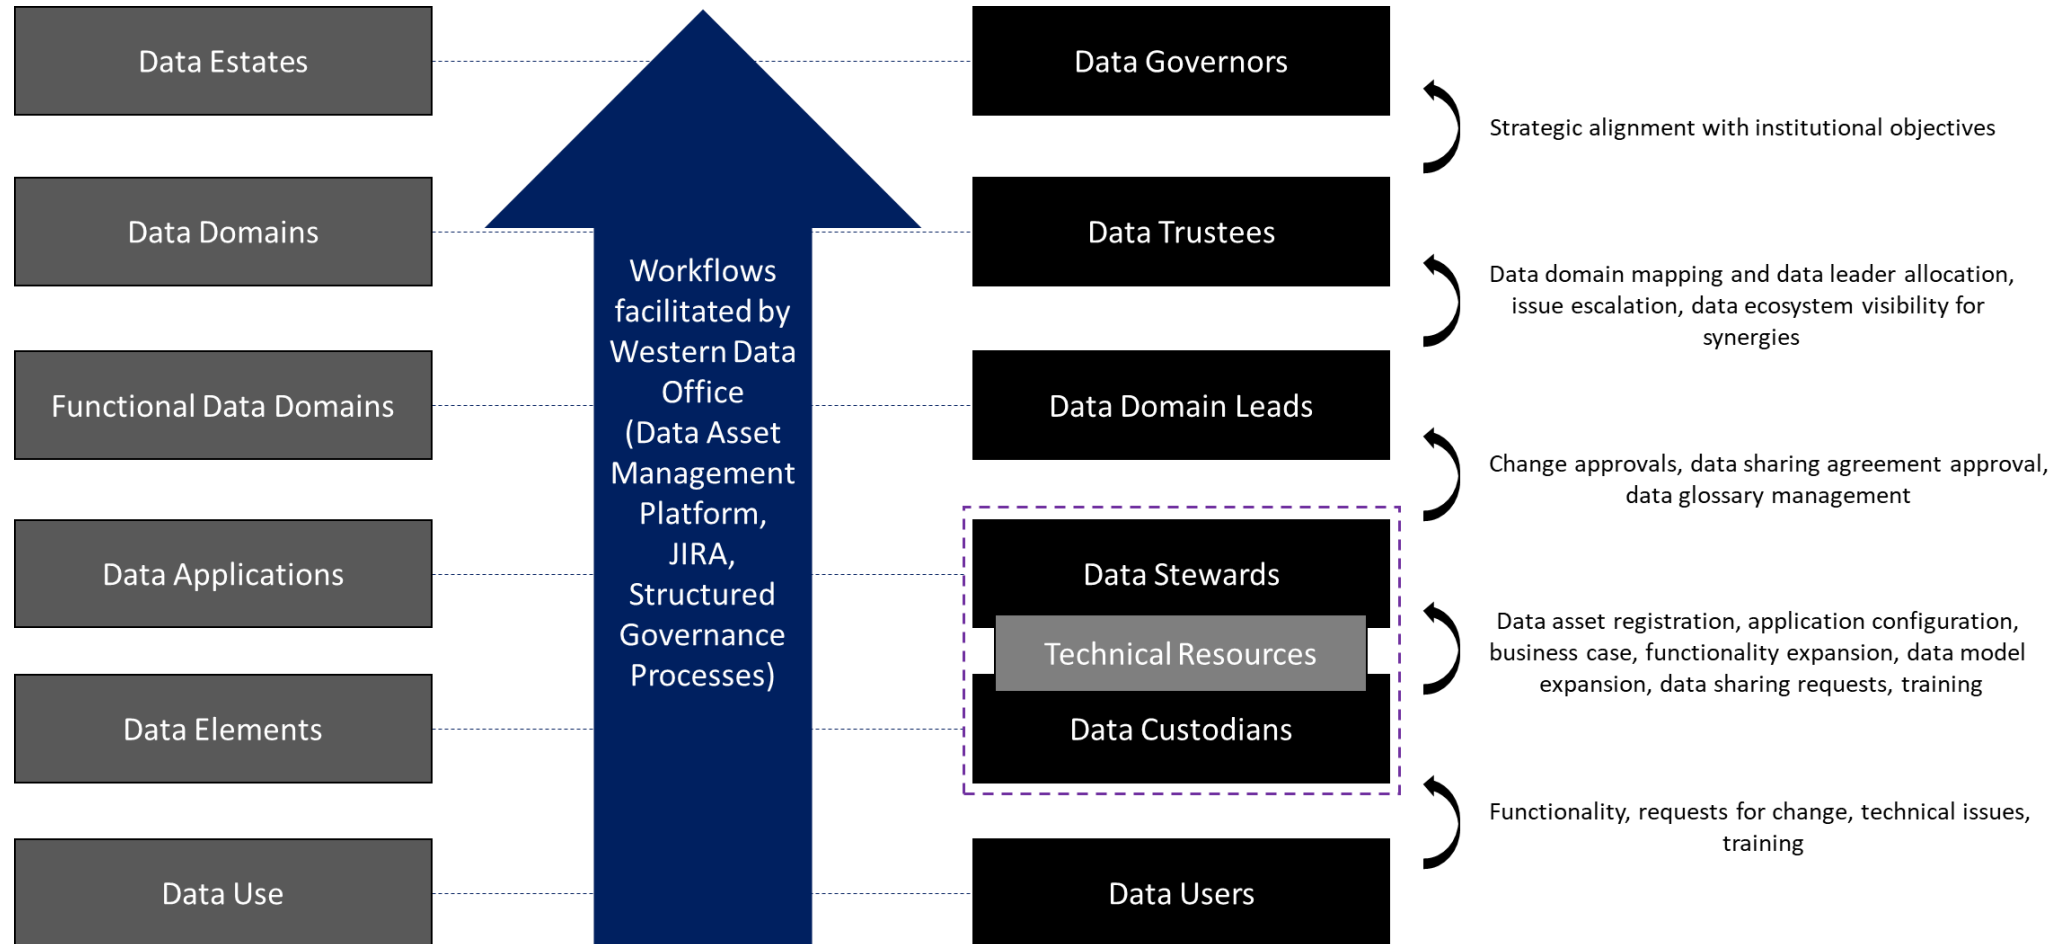 Data Estates
Data Governors
Strategic alignment with institutional objectives
Data Domains
Data Trustees
Workflows
facilitated by
Western Data
Office
(Data Asset
Management
Platform,
JIRA,
Structured
Governance
Processes)
Data domain mapping and data leader allocation,
issue escalation, data ecosystem visibility for
synergies
Functional Data Domains
Data Domain Leads
Change approvals, data sharing agreement approval,
data glossary management
Data Applications
Data Stewards
Technical Resources
Data asset registration, application configuration,
business case, functionality expansion, data model
expansion, data sharing requests, training
Data Elements
Data Custodians
Functionality, requests for change, technical issues,
training
Data Use
Data Users